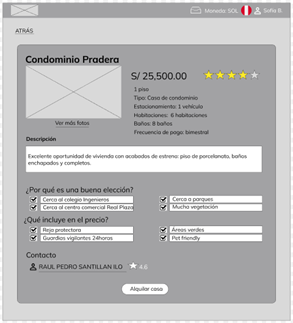 Moneda: SOL Sofía B.
ATRÁS
Condominio Pradera
S/ 25,500.00
1 piso
Tipo: Casa de condominio
Estacionamiento: 1 vehículo
Habitaciones: 6 habitaciones
Baños: 8 baños
Frecuencia de pago: bimestral
Ver más fotos
Descripción
Excelente oportunidad de vivienda con acabados de estreno: piso de porcelanato, baños
enchapados y completos.
¿Por qué es una buena elección?
Cerca al colegio Ingenieros Cerca a parques
Cerca al centro comercial Real Plaza Mucha vegetación
¿Qué incluye en el precio?
Reja protectora Áreas verdes
Guardias vigilantes 24horas Pet friendly
Contacto
RAUL PEDRO SANTILLAN ILO 4.6
Alquilar casa